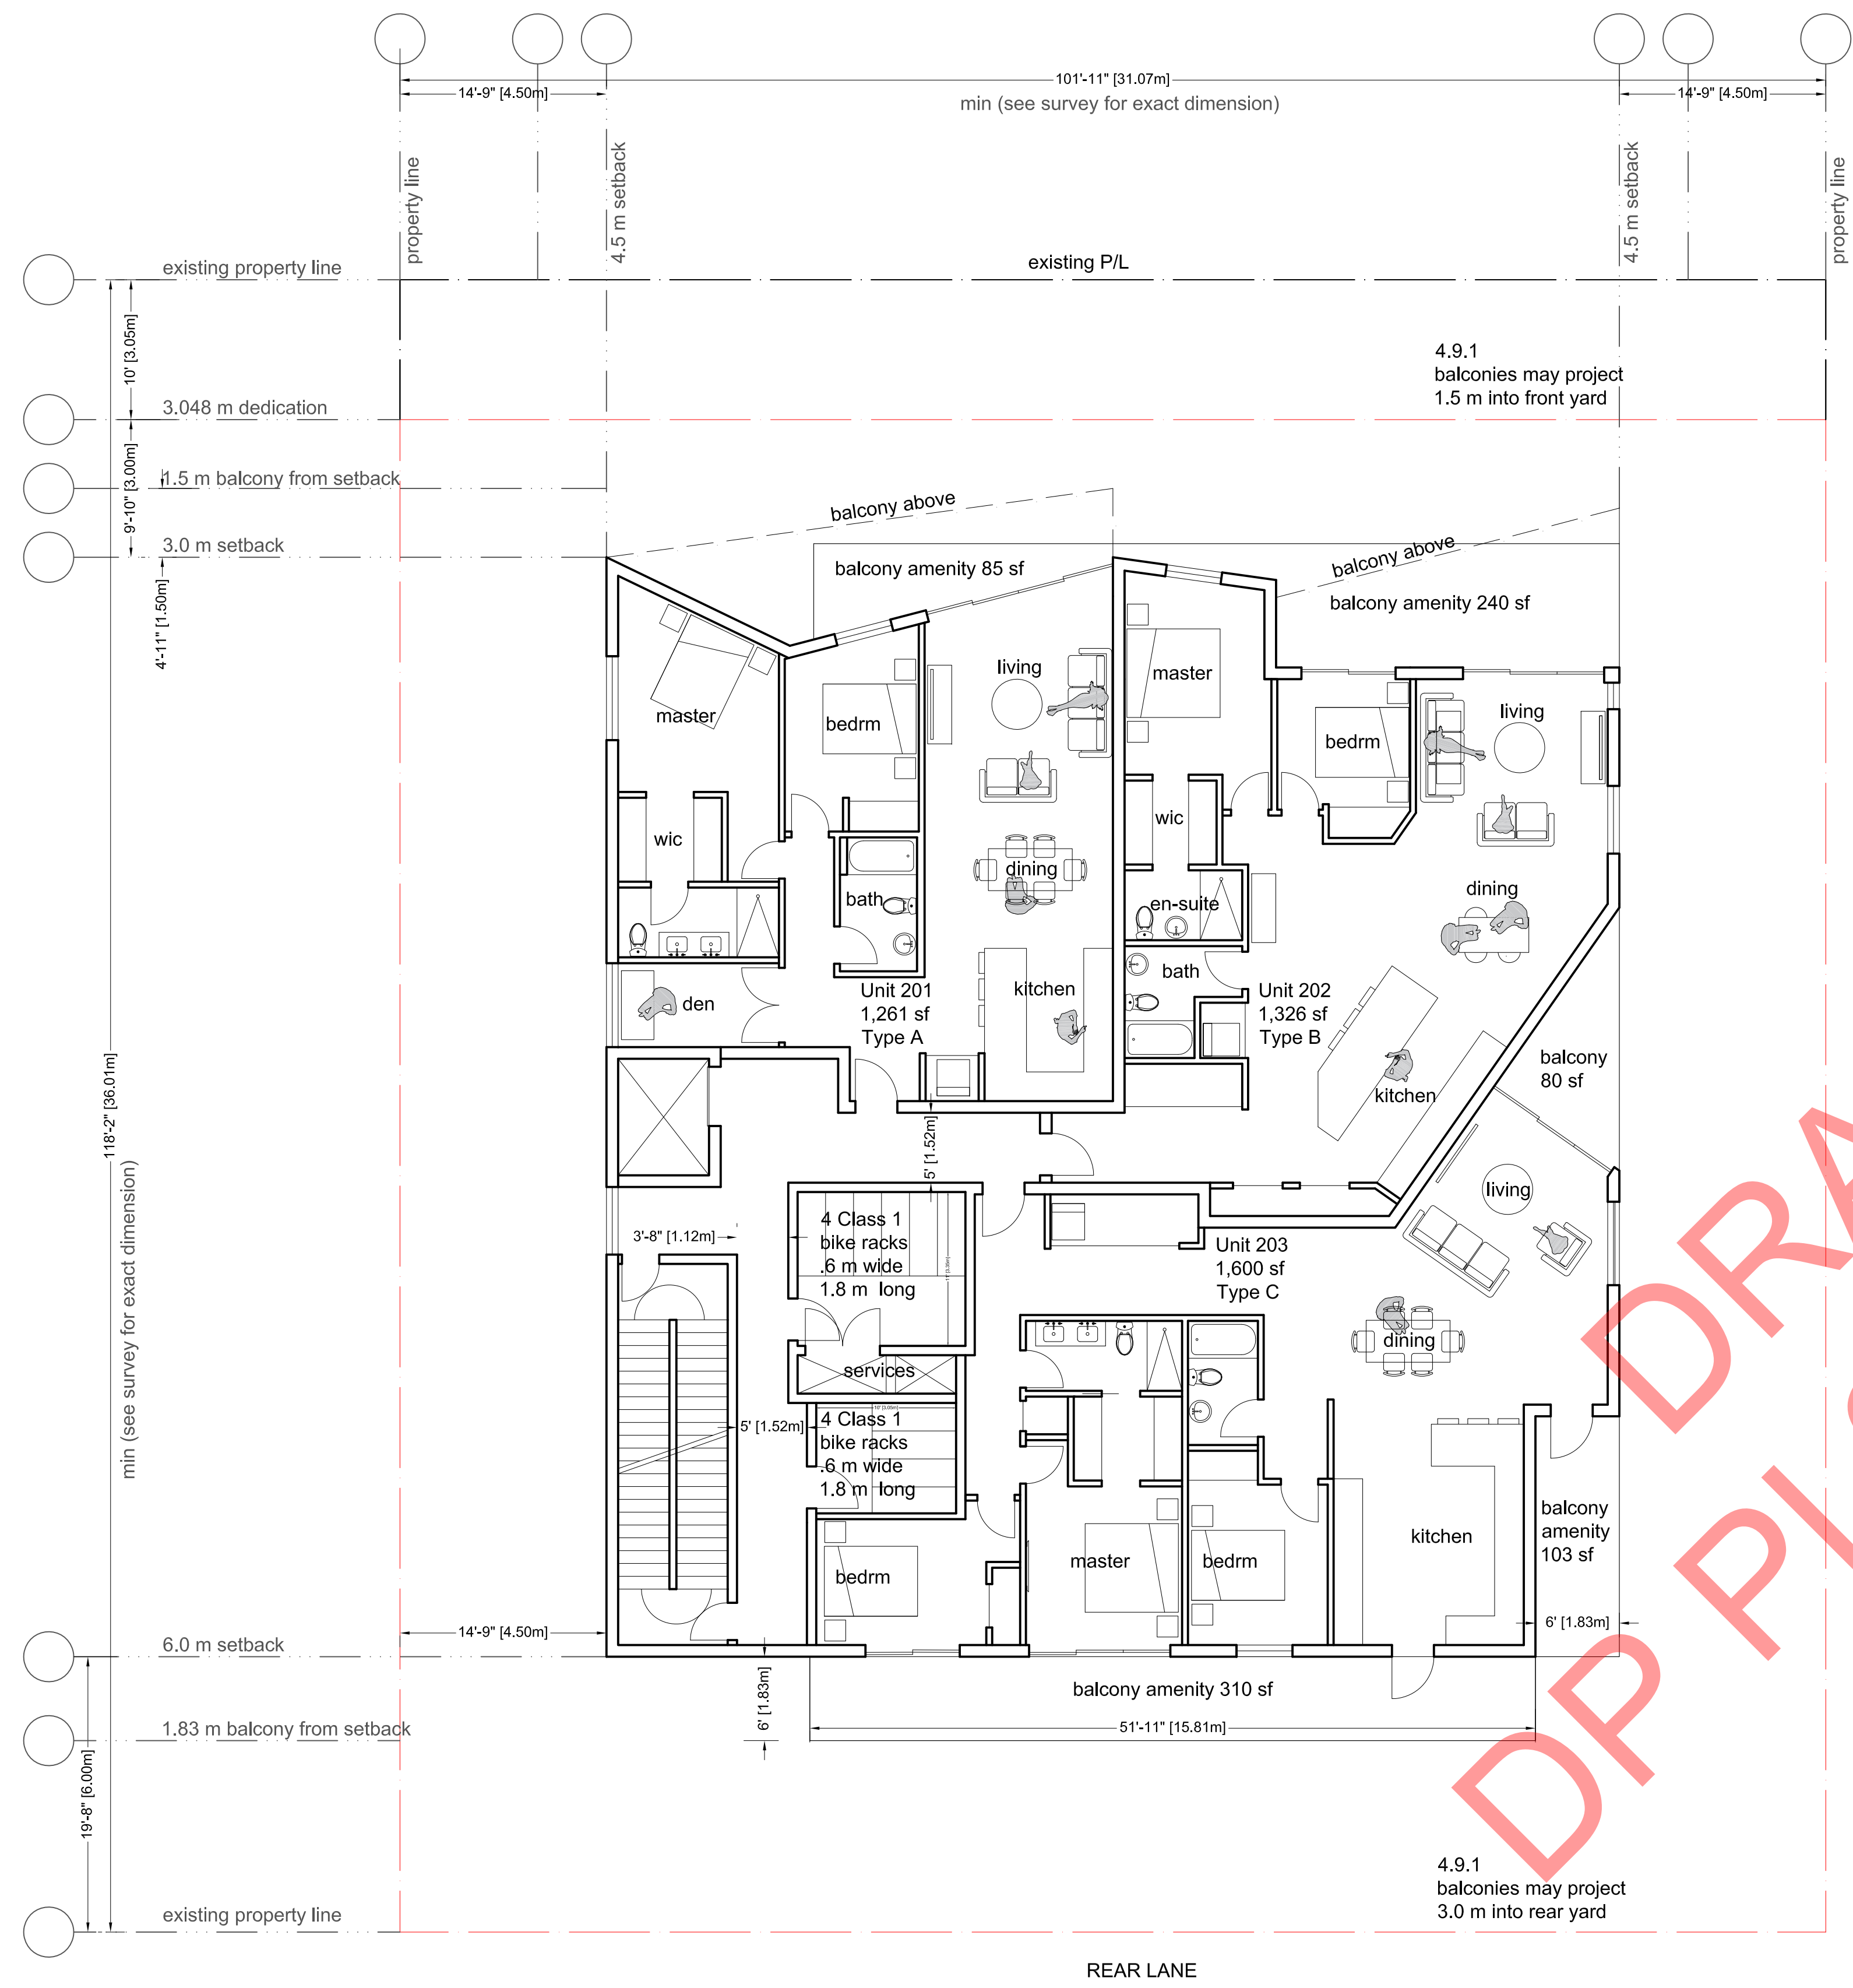 101'-11" [31.07m]
min (see survey for exact dimension)
14'-9" [4.50m]
14'-9" [4.50m]
property line
4.5 m setback
4.5 m setback
property line
existing property line
existing P/L
10' [3.05m]
4.9.1
balconies may project
1.5 m into front yard
3.048 m dedication
9'-10" [3.00m]
1.5 m balcony from setback
balcony above
3.0 m setback
balcony above
4'-11" [1.50m]
balcony amenity 85 sf
balcony amenity 240 sf
living
master
living
master
bedrm
bedrm
wic
wic
dining
dining
bath
en-suite
bath
den
Unit 201
1,261 sf
Type A
kitchen
Unit 202
1,326 sf
Type B
balcony
80 sf
kitchen
118'-2" [36.01m]
min (see survey for exact dimension)
5' [1.52m]
living
3'-8" [1.12m]
4 Class 1
bike racks
.6 m wide
1.8 m long
Unit 203
1,600 sf
Type C
dining
services
10' [3.05m]
5' [1.52m]
4 Class 1
bike racks
.6 m wide
1.8 m long
balcony
amenity
103 sf
kitchen
master
bedrm
bedrm
6' [1.83m]
14'-9" [4.50m]
6.0 m setback
6' [1.83m]
balcony amenity 310 sf
51'-11" [15.81m]
1.83 m balcony from setback
19'-8" [6.00m]
4.9.1
balconies may project
3.0 m into rear yard
existing property line
REAR LANE
DRA
DP P